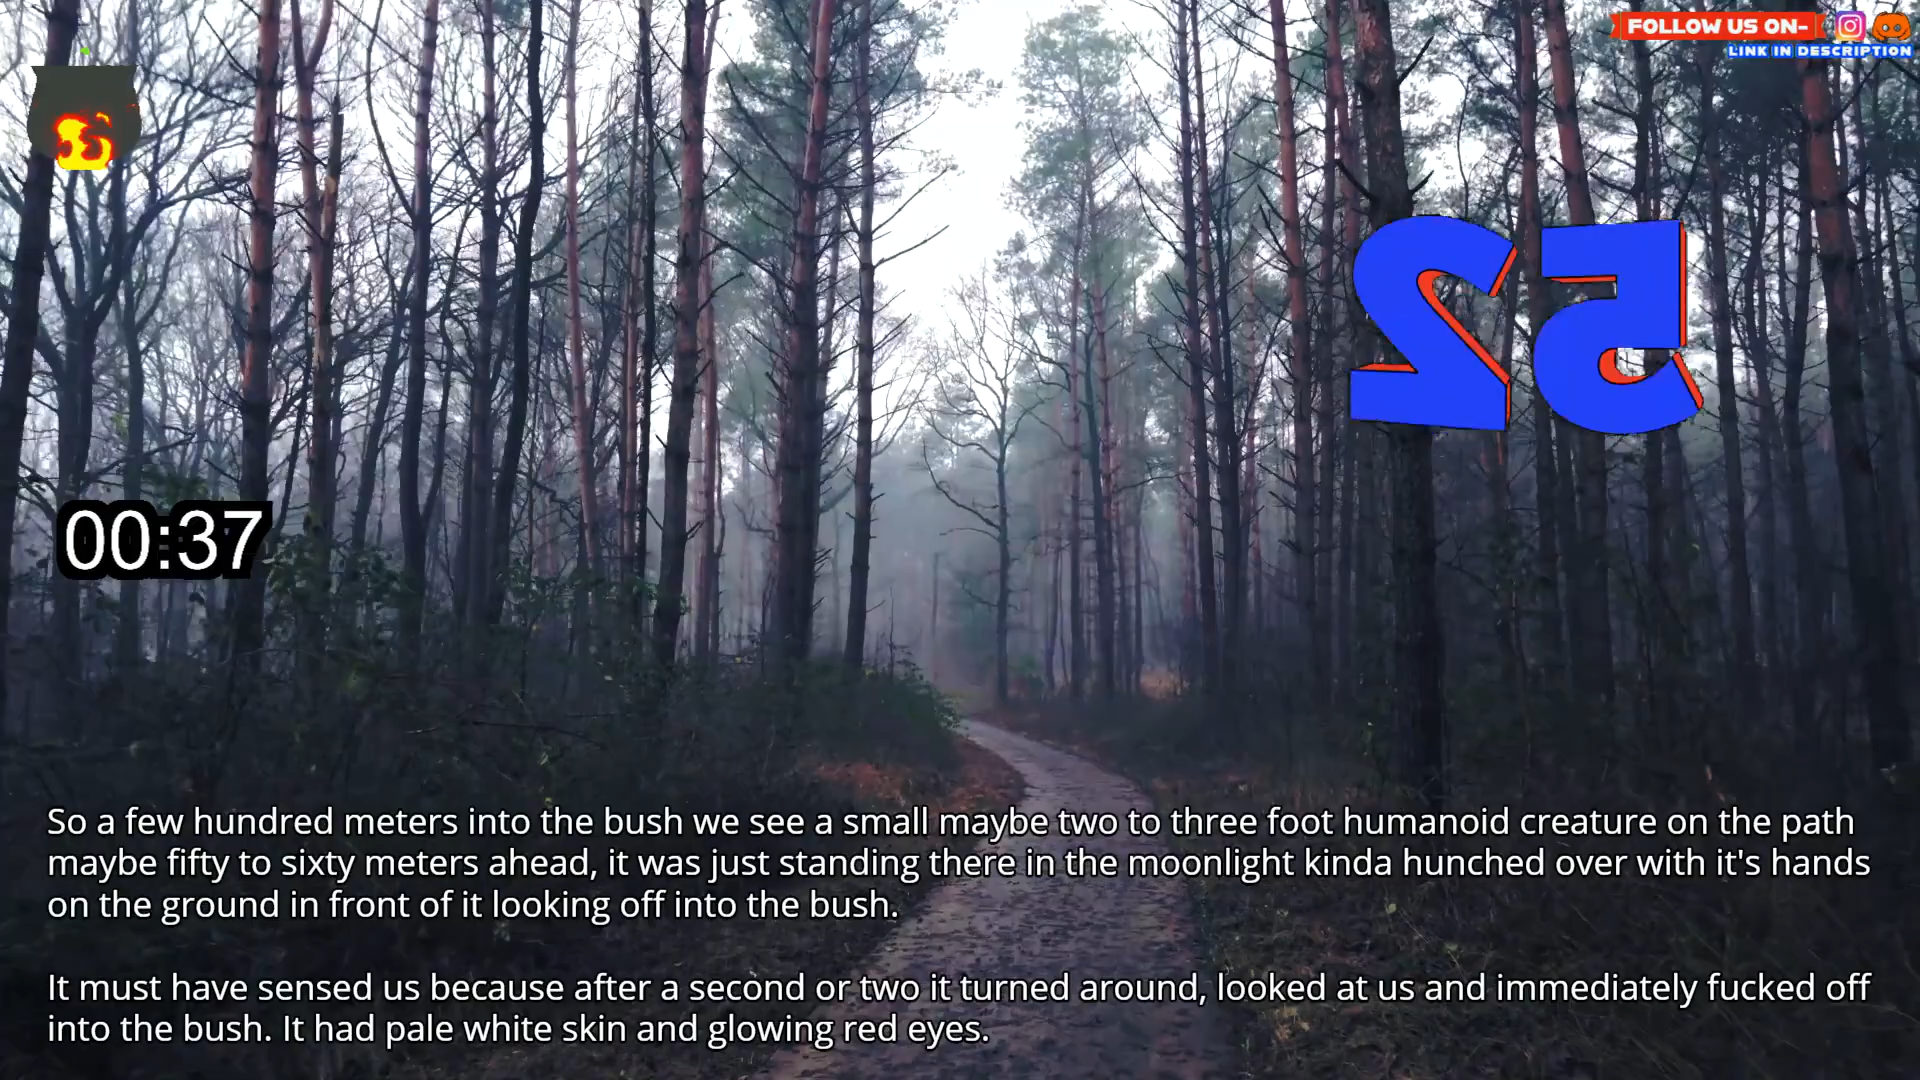 FOLLOW US ON-
LINK IN DESCRIPTION
52
00:37
So a few hundred meters into the bush we see a small maybe two to three foot humanoid creature on the path
maybe fifty to sixty meters ahead, it was just standing there in the moonlight kinda hunched over with it's hands
on the ground in front of it looking off into the bush.
It must have sensed us because after a second or two it turned around, looked at us and immediately fucked off
into the bush. It had pale white skin and glowing red eyes.